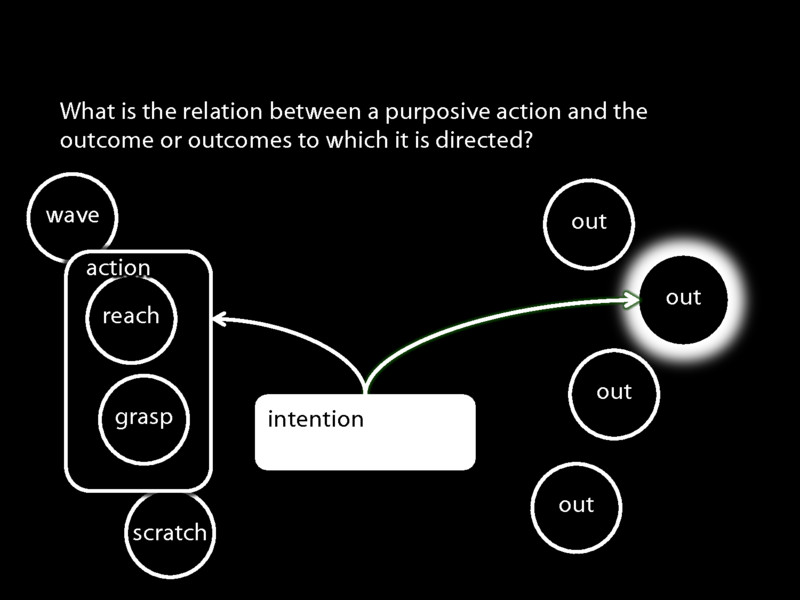 What is the relation between a purposive action and the
outcome or outcomes to which it is directed?
wave
out
action
out
reach
out
grasp
intention
out
scratch